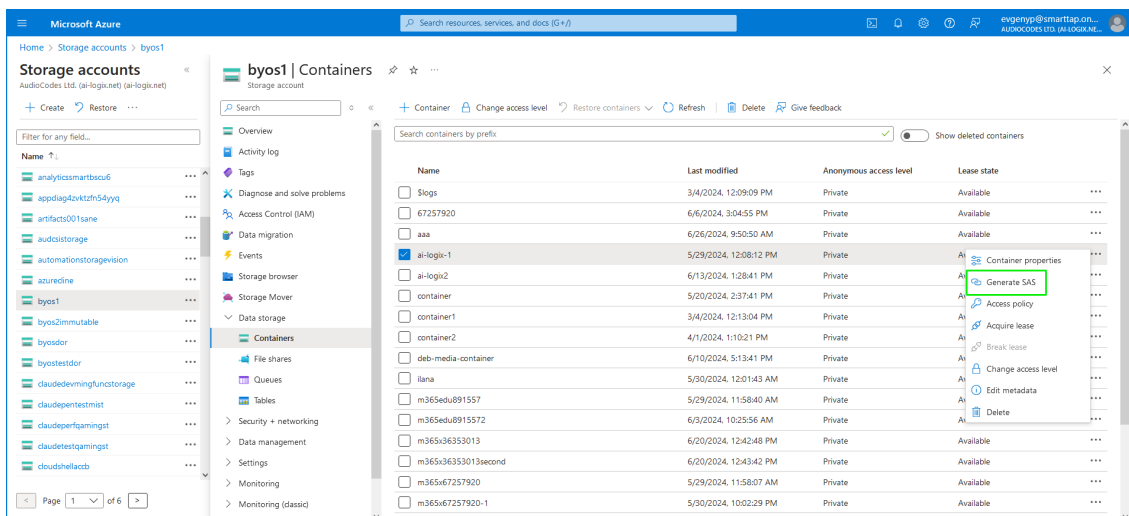 Microsoft Azure
Search resources, services, and docs (G+/)
evgenyp@smarttap.on...
AUDIOCODES LTD. (AI-LOGIX.NE...
Home > Storage accounts > byos1
Storage accounts
AudioCodes Ltd. (ai-logix.net) (ai-logix.net)
+ Create Restore ...
Filter for any field...
Name ↑↓
analyticssmartbscu6
appdiag4zvktzfn54yyq
artifacts001sane
audcsistorage
automationstoragevision
azuredine
byos1
byos2immutable
byosdor
byostestdor
claudedevmingfuncstorage
claudepentestmist
claudeperfqamingst
claudetestqamingst
cloudshellaccb
< Page 1 of 6 >
byos1 | Containers
Storage account
Search
Overview
Activity log
Tags
Diagnose and solve problems
Access Control (IAM)
Data migration
Events
Storage browser
Storage Mover
Data storage
Containers
File shares
Queues
Tables
Security + networking
Data management
Settings
Monitoring
Monitoring (classic)
+ Container Change access level Restore containers Refresh Delete Give feedback
Search containers by prefix
Show deleted containers
Name Last modified Anonymous access level Lease state
$logs 3/4/2024, 12:09:09 PM Private Available
67257920 6/6/2024, 3:04:55 PM Private Available
aaa 6/26/2024, 9:50:50 AM Private Available
ai-logix-1 5/29/2024, 12:08:12 PM Private
ai-logix2 6/13/2024, 1:28:41 PM Private
container 5/20/2024, 2:37:41 PM Private
container1 3/4/2024, 12:13:04 PM Private
container2 4/1/2024, 1:10:21 PM Private
deb-media-container 6/10/2024, 5:13:41 PM Private
ilana 5/30/2024, 12:01:43 AM Private
m365edu891557 5/29/2024, 11:58:40 AM Private
m365edu8915572 6/3/2024, 10:25:56 AM Private
m365x36353013 6/20/2024, 12:42:48 PM Private Available
m365x36353013second 6/20/2024, 12:43:42 PM Private Available
m365x67257920 5/29/2024, 11:58:07 AM Private Available
m365x67257920-1 5/30/2024, 10:02:29 PM Private Available
Container properties
Generate SAS
Access policy
Acquire lease
Break lease
Change access level
Edit metadata
Delete